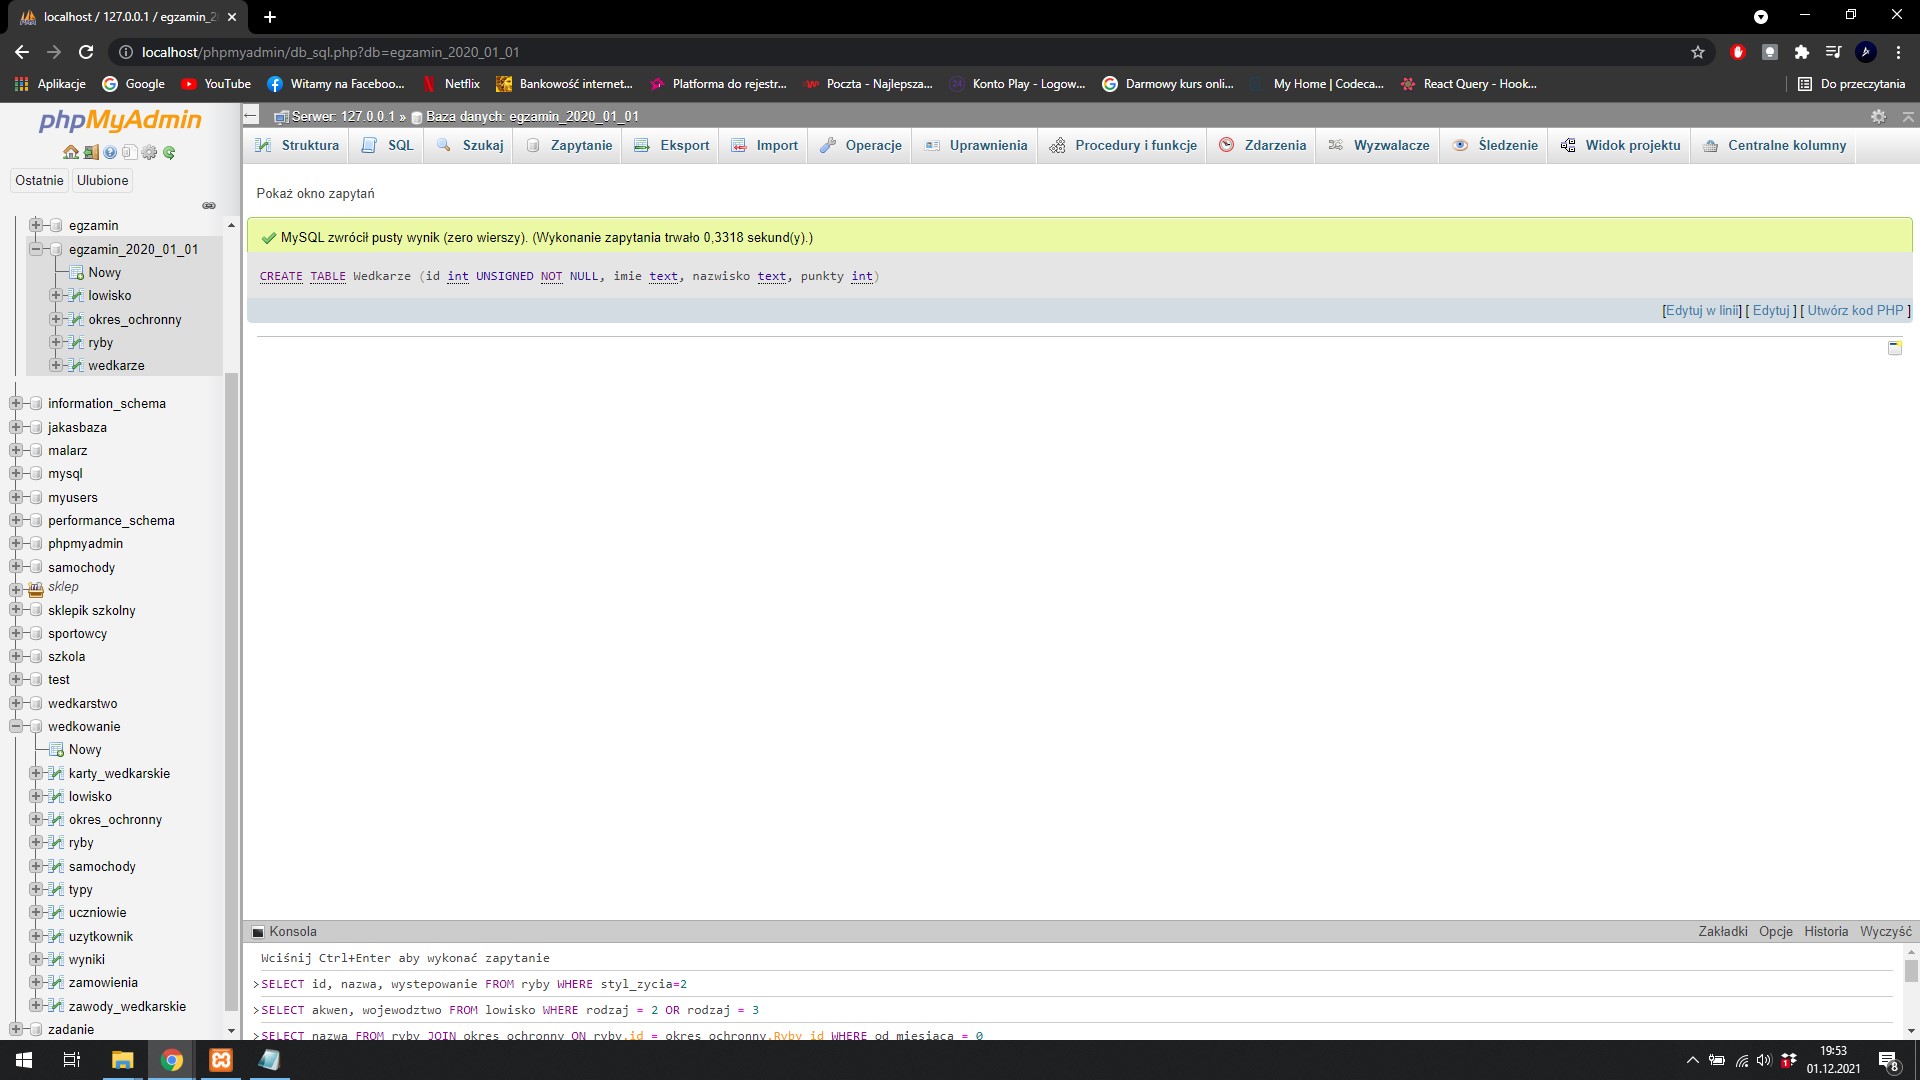 localhost / 127.0.0.1 / egzamin_2
localhost/phpmyadmin/db_sql.php?db=egzamin_2020_01_01
Aplikacje Google YouTube Witamy na Faceboo... Netflix Bankowość internet... Platforma do rejestr... Poczta - Najlepsza... Konto Play - Logow... Darmowy kurs onli... My Home | Codeca... React Query - Hook... Do przeczytania
phpMyAdmin
Serwer: 127.0.0.1 » Baza danych: egzamin_2020_01_01
Struktura SQL Szukaj Zapytanie Eksport Import Operacje Uprawnienia Procedury i funkcje Zdarzenia Wyzwalacze Śledzenie Widok projektu Centralne kolumny
Ostatnie Ulubione
egzamin
egzamin_2020_01_01
Nowy
lowisko
okres_ochronny
ryby
wedkarze
information_schema
jakasbaza
malarz
mysql
myusers
performance_schema
phpmyadmin
samochody
sklep
sklepik szkolny
sportowcy
szkola
test
wedkarstwo
wedkowanie
Nowy
karty_wedkarskie
lowisko
okres_ochronny
ryby
samochody
typy
uczniowie
uzytkownik
wyniki
zamowienia
zawody_wedkarskie
zadanie
Pokaż okno zapytań
MySQL zwrócił pusty wynik (zero wierszy). (Wykonanie zapytania trwało 0,3318 sekund(y).)
CREATE TABLE Wedkarze (id int UNSIGNED NOT NULL, imie text, nazwisko text, punkty int)
[Edytuj w linii] [ Edytuj ] [ Utwórz kod PHP ]
Konsola Zakładki Opcje Historia Wyczyść
Wciśnij Ctrl+Enter aby wykonać zapytanie
>SELECT id, nazwa, wystepowanie FROM ryby WHERE styl_zycia=2
>SELECT akwen, wojewodztwo FROM lowisko WHERE rodzaj = 2 OR rodzaj = 3
>SELECT nazwa FROM ryby JOIN okres_ochronny ON ryby.id = okres_ochronny.Ryby_id WHERE od_miesiaca = 0
19:53
01.12.2021
1
8